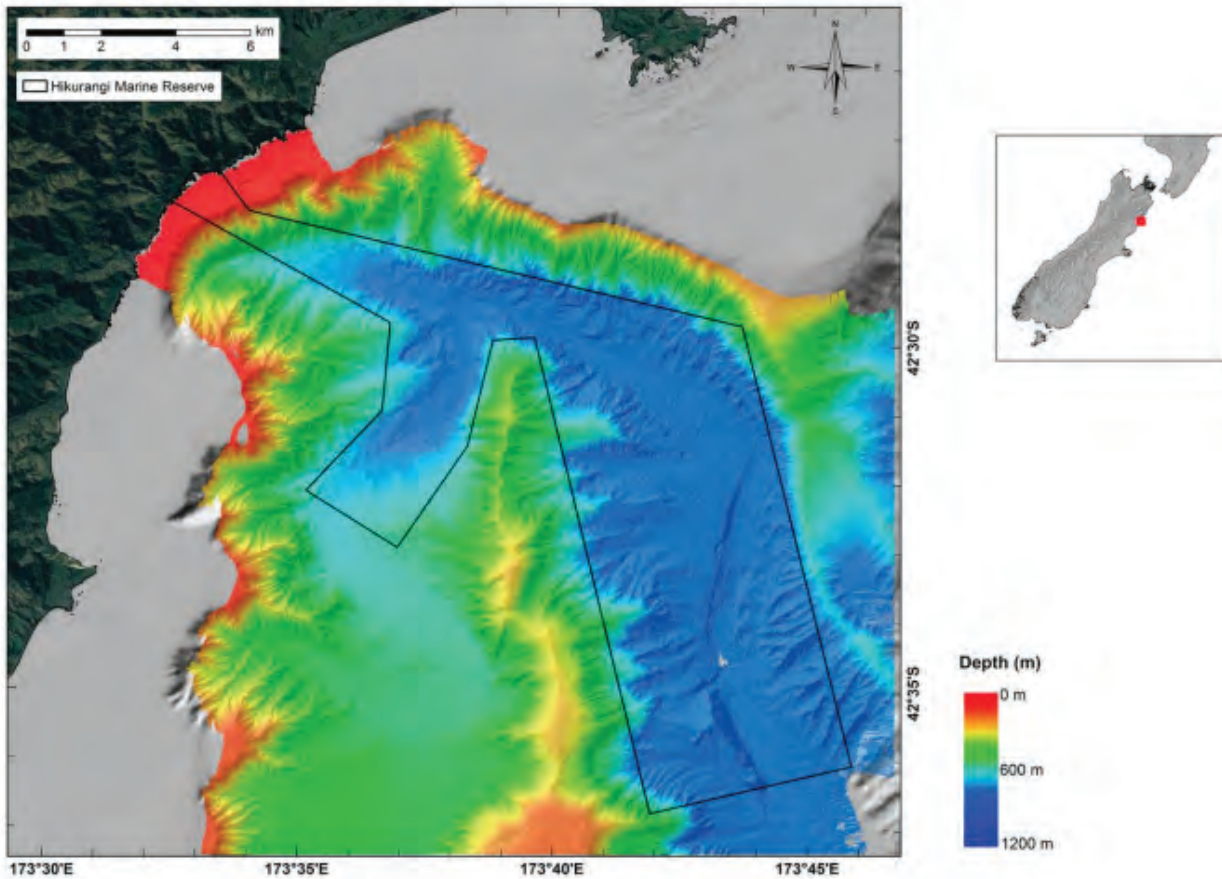 km
0 1 2 4 6
Hikurangi Marine Reserve
N
W E
S
42°30'S
42°35'S
Depth (m)
0 m
600 m
1200 m
173°30'E 173°35'E 173°40'E 173°45'E